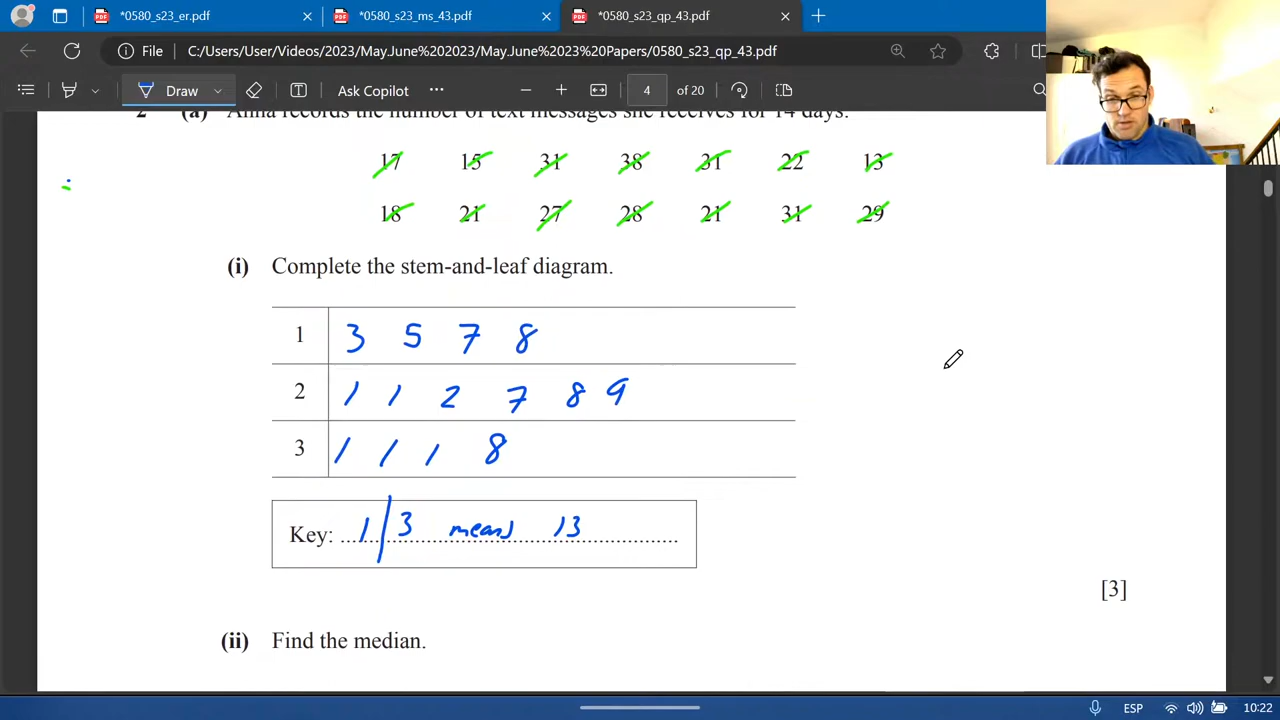 *0580_s23_er.pdf
*0580_s23_ms_43.pdf
*0580_s23_qp_43.pdf
File C:/Users/User/Videos/2023/May.June%202023/May.June%2023%20Papers/0580_s23_qp_43.pdf
Draw Ask Copilot 4 of 20
2 (a) Anna records the number of text messages she receives for 14 days.
17 15 31 38 31 22 13
18 21 27 28 21 31 29
(i) Complete the stem-and-leaf diagram.
1 3 5 7 8
2 1 1 2 7 8 9
3 1 1 1 8
Key: 1 | 3 means 13
[3]
(ii) Find the median.
ESP 10:22